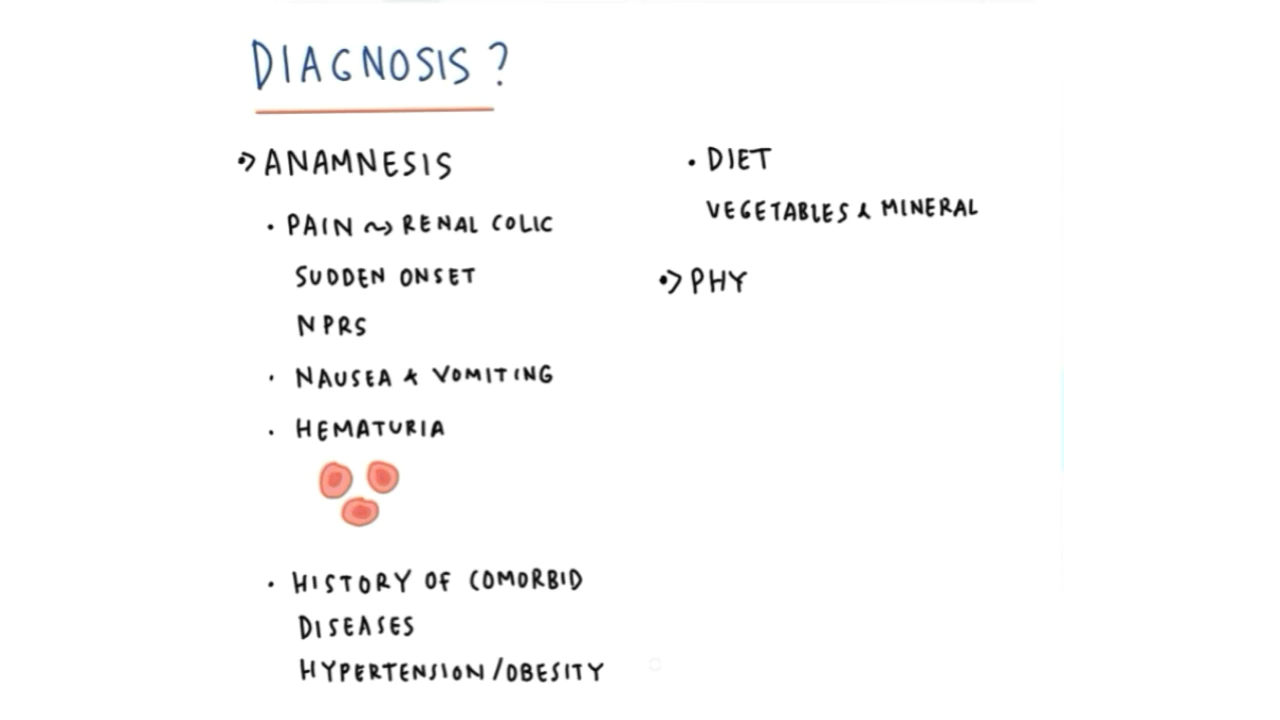 DIAGNOSIS ?
ANAMNESIS
• PAIN ~> RENAL COLIC
SUDDEN ONSET
NPRS
• NAUSEA & VOMITING
• HEMATURIA
• HISTORY OF COMORBID
DISEASES
HYPERTENSION/OBESITY
• DIET
VEGETABLES & MINERAL
PHY